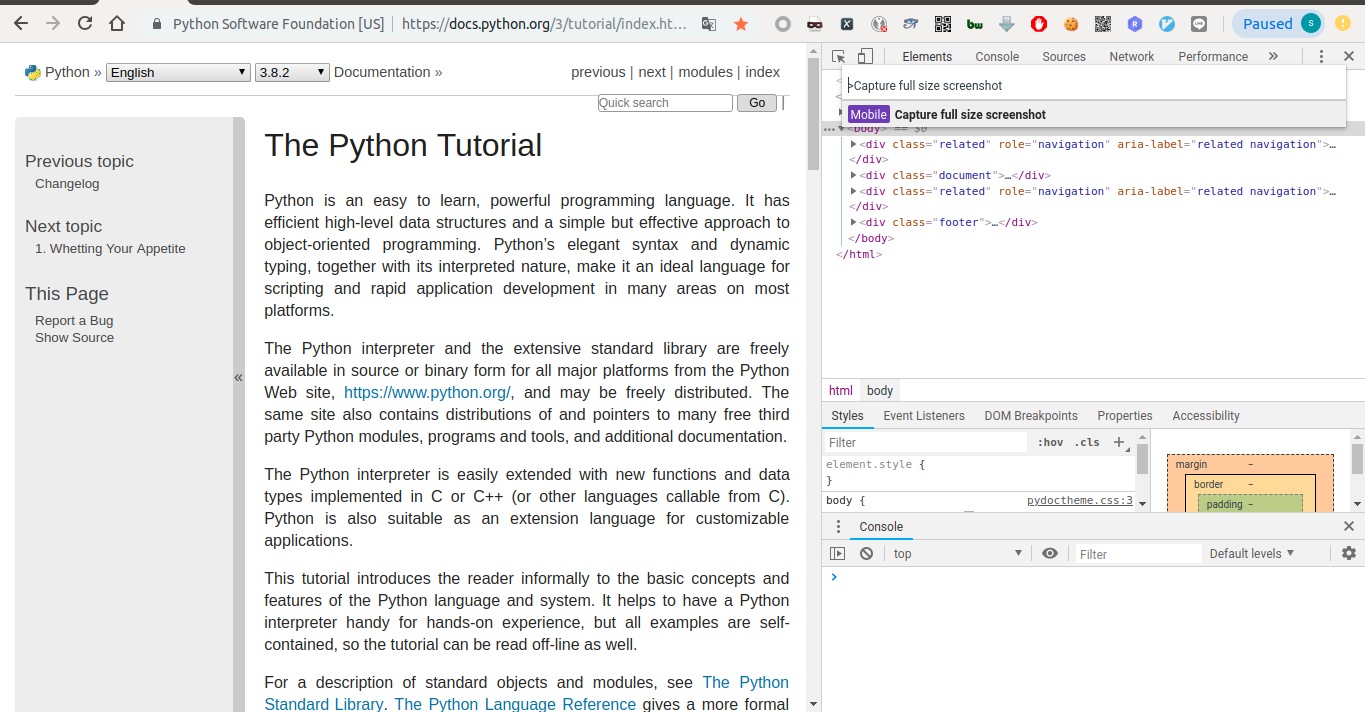 Python Software Foundation [US] | https://docs.python.org/3/tutorial/index.ht…
Paused S
Python » English 3.8.2 Documentation »
previous | next | modules | index
Quick search Go |
Previous topic
Changelog
Next topic
1. Whetting Your Appetite
This Page
Report a Bug
Show Source
«
The Python Tutorial
Python is an easy to learn, powerful programming language. It has
efficient high-level data structures and a simple but effective approach to
object-oriented programming. Python’s elegant syntax and dynamic
typing, together with its interpreted nature, make it an ideal language for
scripting and rapid application development in many areas on most
platforms.
The Python interpreter and the extensive standard library are freely
available in source or binary form for all major platforms from the Python
Web site, https://www.python.org/, and may be freely distributed. The
same site also contains distributions of and pointers to many free third
party Python modules, programs and tools, and additional documentation.
The Python interpreter is easily extended with new functions and data
types implemented in C or C++ (or other languages callable from C).
Python is also suitable as an extension language for customizable
applications.
This tutorial introduces the reader informally to the basic concepts and
features of the Python language and system. It helps to have a Python
interpreter handy for hands-on experience, but all examples are self-
contained, so the tutorial can be read off-line as well.
For a description of standard objects and modules, see The Python
Standard Library. The Python Language Reference gives a more formal
Elements Console Sources Network Performance »
>Capture full size screenshot
Mobile Capture full size screenshot
…<body> == $0
<div class="related" role="navigation" aria-label="related navigation">…
</div>
<div class="document">…</div>
<div class="related" role="navigation" aria-label="related navigation">…
</div>
<div class="footer">…</div>
</body>
</html>
html body
Styles Event Listeners DOM Breakpoints Properties Accessibility
Filter :hov .cls +
element.style {
}
body { pydoctheme.css:3
margin -
border -
padding -
Console
top Filter Default levels